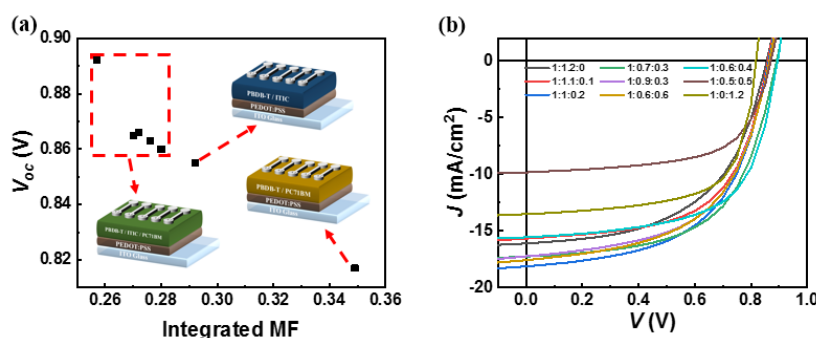 (a)
0.90
0.88
0.86
0.84
0.82
V_oc (V)
PBDB-T / ITIC
PEDOT:PSS
ITO Glass
PBDB-T / PC71BM
PEDOT:PSS
ITO Glass
PBDB-T / ITIC / PC71BM
PEDOT:PSS
ITO Glass
0.26 0.28 0.30 0.32 0.34 0.36
Integrated MF
(b)
0
-5
-10
-15
-20
J (mA/cm²)
1:1.2:0 1:0.7:0.3 1:0.6:0.4
1:1.1:0.1 1:0.9:0.3 1:0.5:0.5
1:1:0.2 1:0.6:0.6 1:0:1.2
0.0 0.2 0.4 0.6 0.8 1.0
V (V)